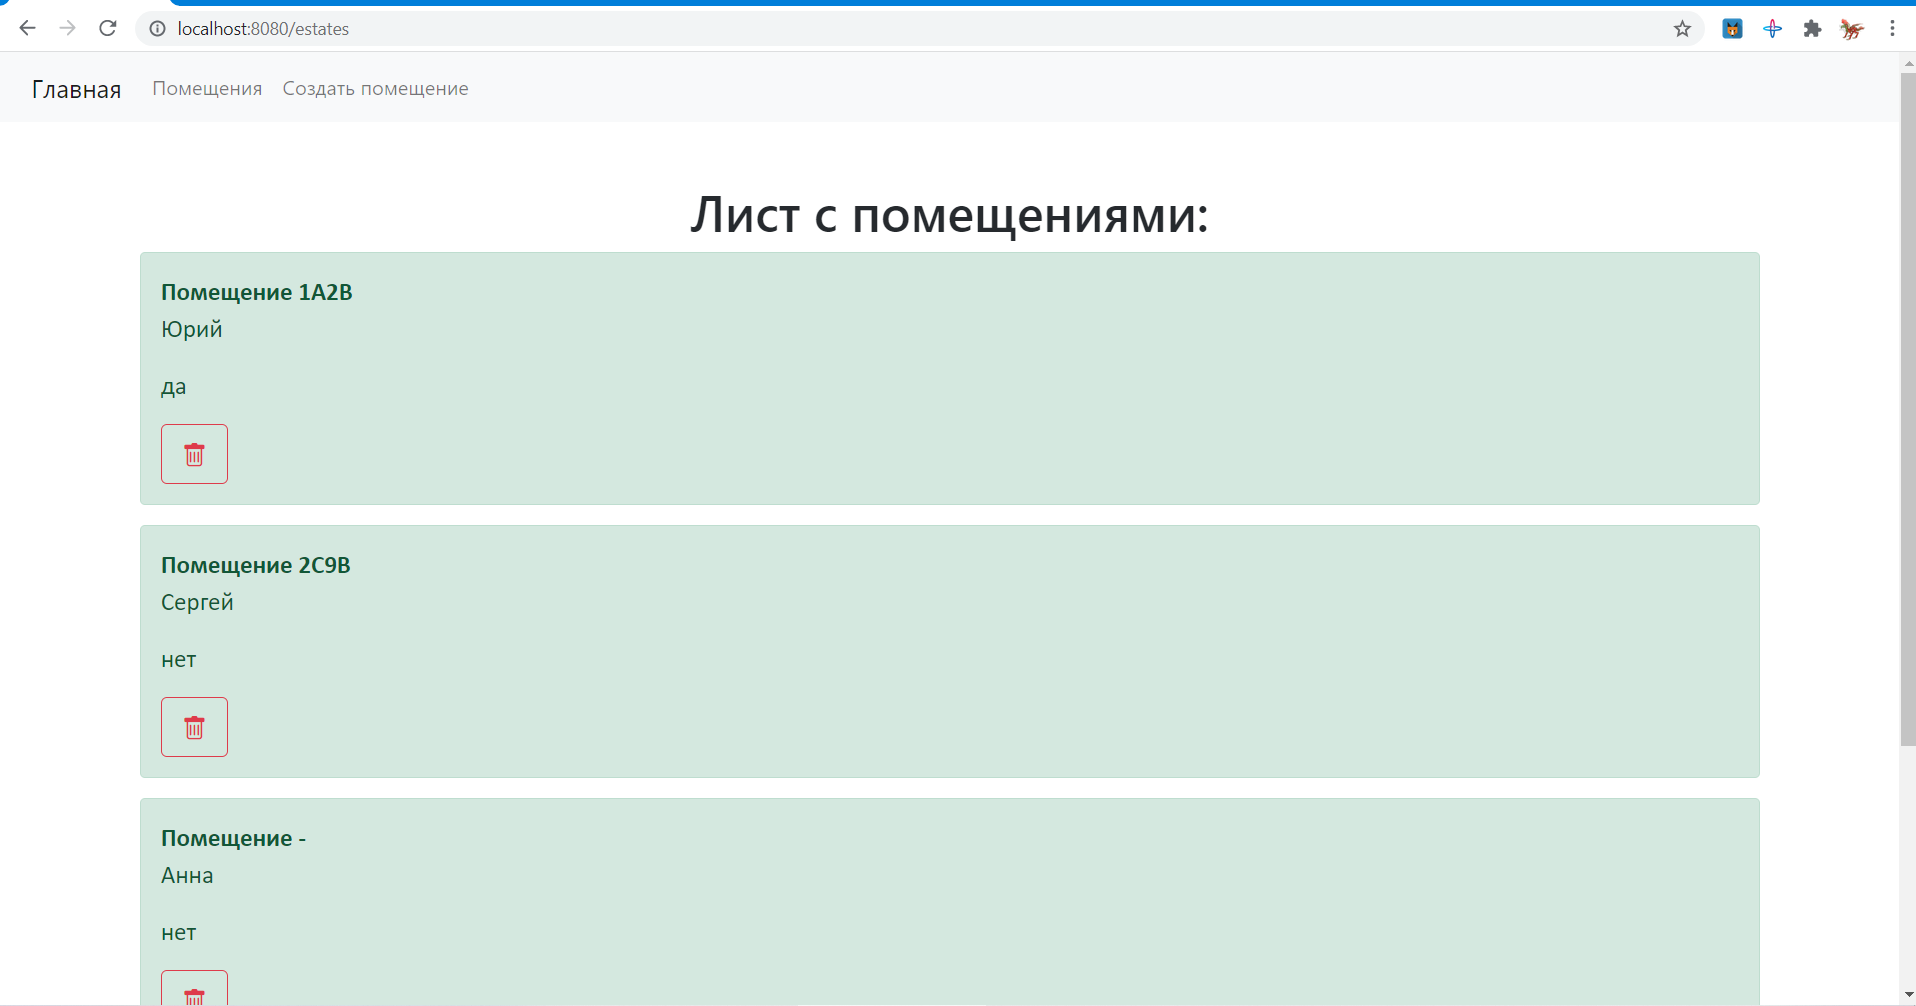 localhost:8080/estates
Главная Помещения Создать помещение
Лист с помещениями:
Помещение 1A2B
Юрий
да
Помещение 2C9B
Сергей
нет
Помещение -
Анна
нет